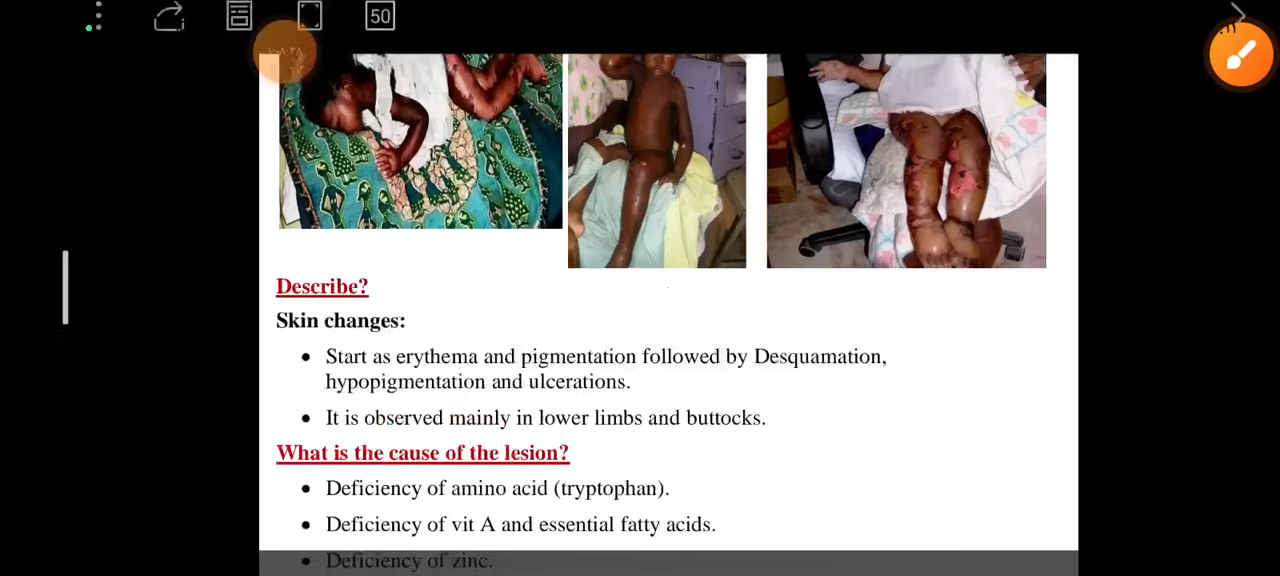 50
Describe?
Skin changes:
• Start as erythema and pigmentation followed by Desquamation,
hypopigmentation and ulcerations.
• It is observed mainly in lower limbs and buttocks.
What is the cause of the lesion?
• Deficiency of amino acid (tryptophan).
• Deficiency of vit A and essential fatty acids.
• Deficiency of zinc.